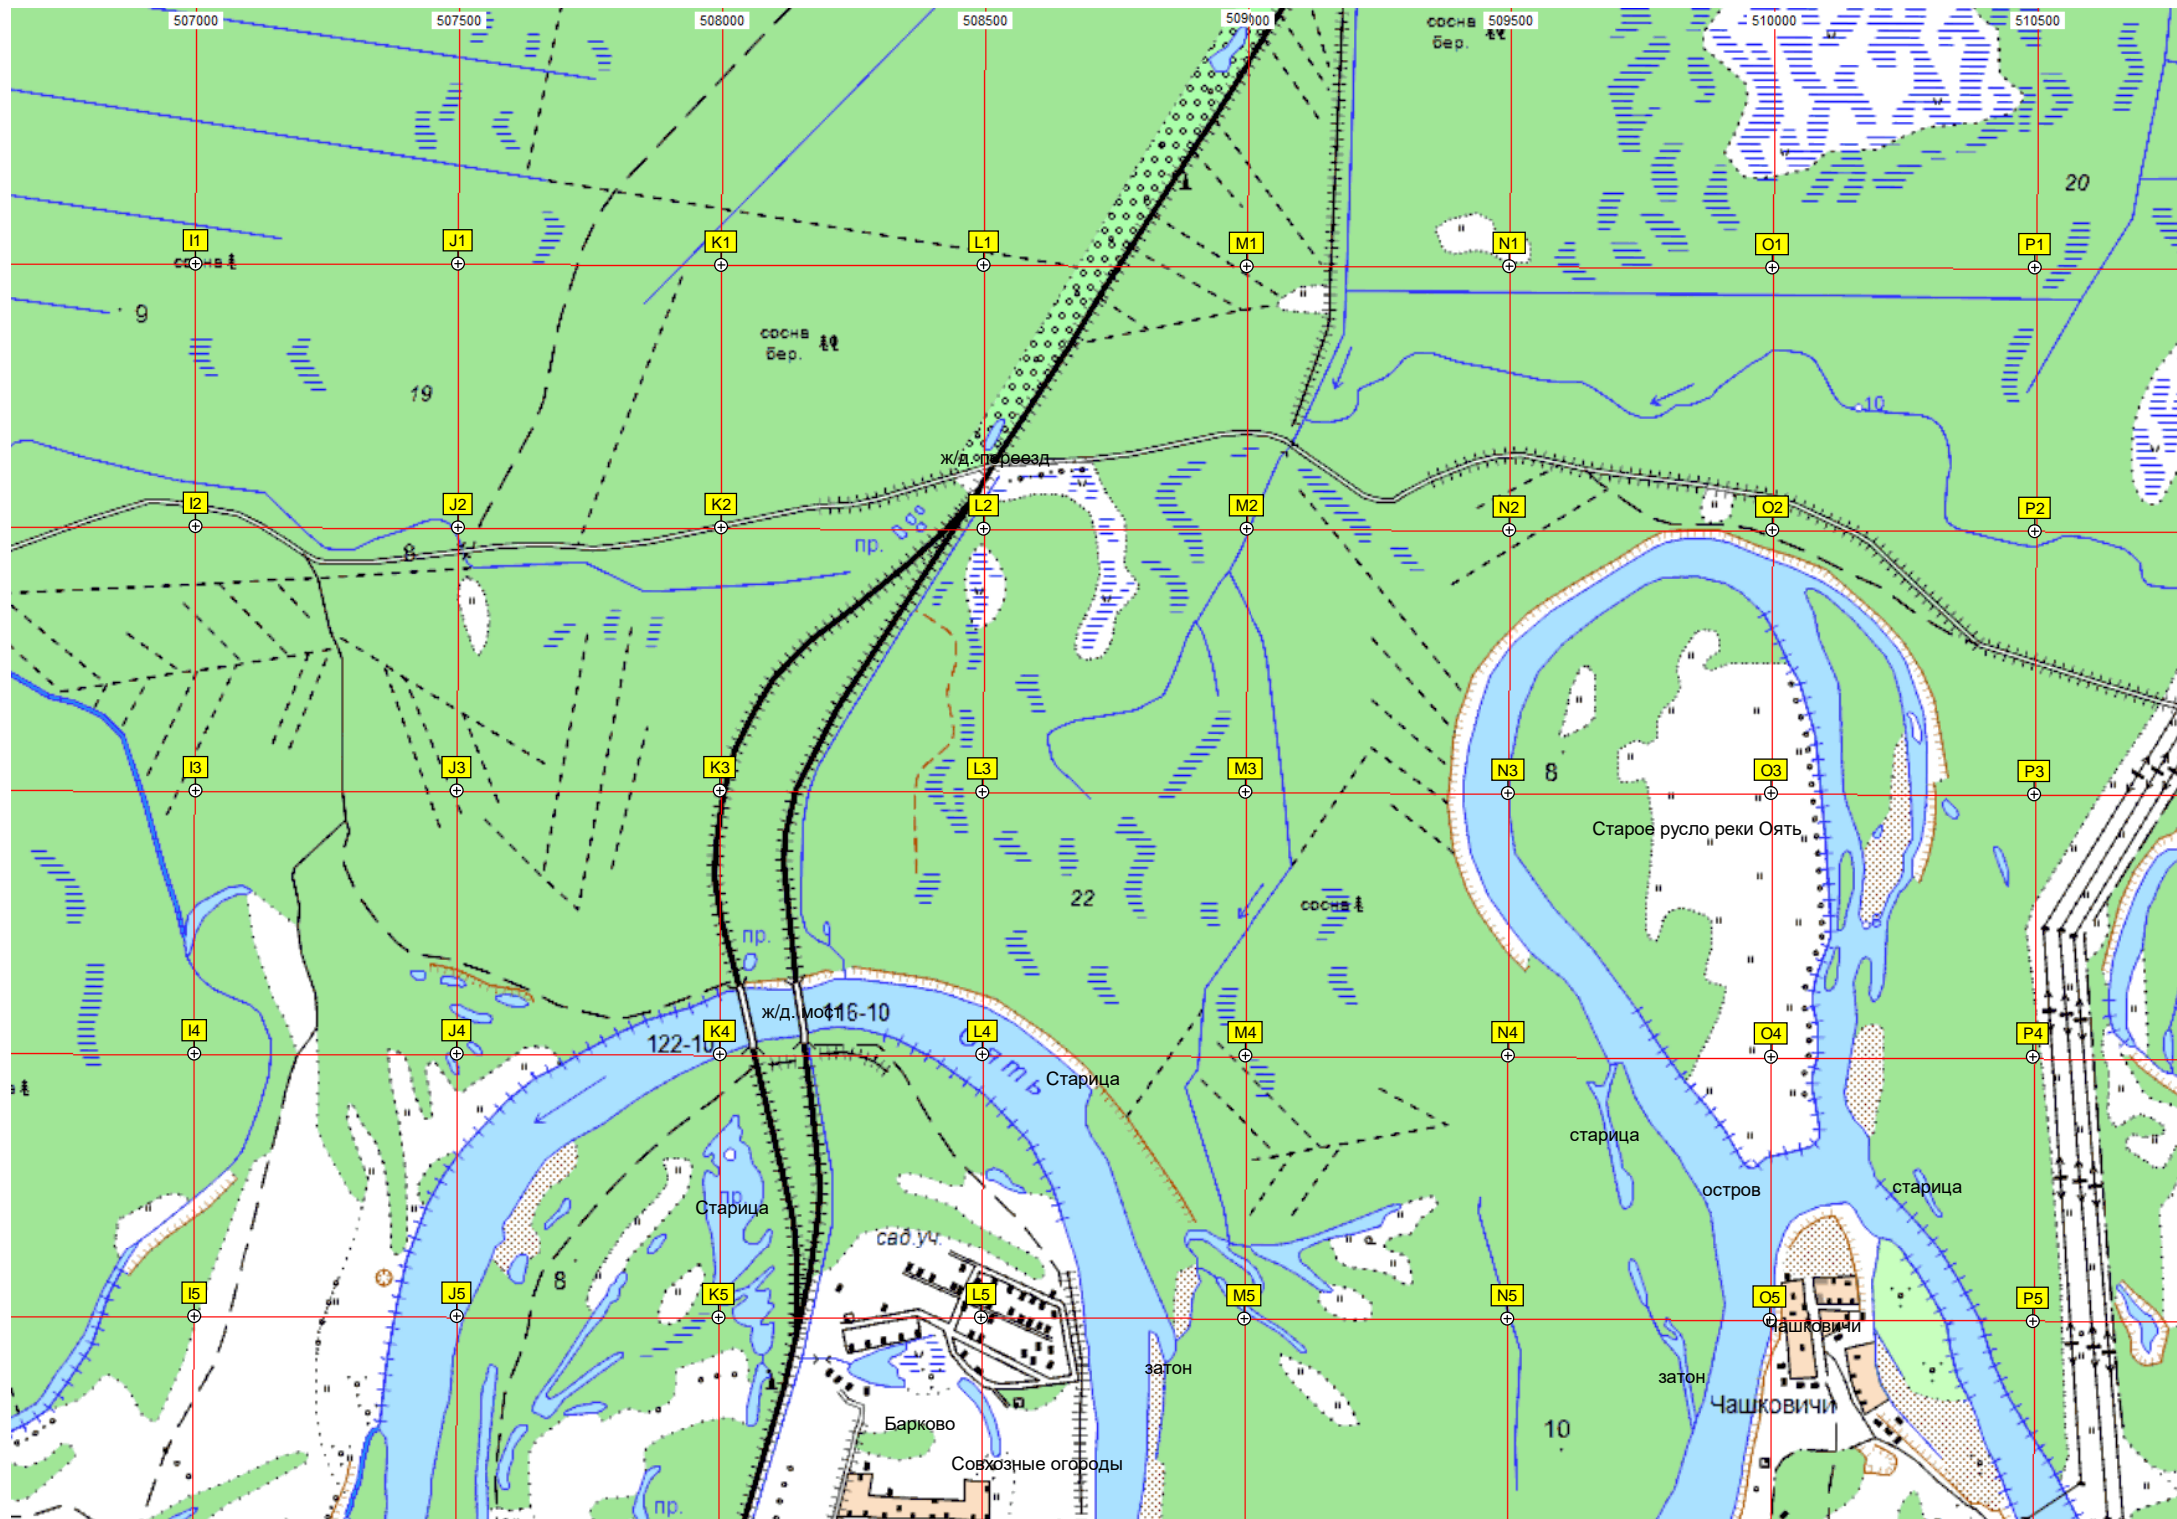 507000 507500 508000 508500 509000 509500 510000 510500
сосна
бер.
20
I1 J1 K1 L1 M1 N1 O1 P1
сосна
9
сосна
бер.
19
10
ж/д. переезд
I2 J2 K2 L2 M2 N2 O2 P2
пр.
8
I3 J3 K3 L3 M3 N3 O3 P3
8
Старое русло реки Оять
22
сосна
пр.
ж/д. мост
116-10
I4 J4 K4 L4 M4 N4 O4 P4
122-10
Оять
Старица
старица
остров
старица
пр.
Старица
сад.уч.
8
I5 J5 K5 L5 M5 N5 O5 P5
Чашковичи
затон
затон
Чашковичи
Барково
10
Совхозные огороды
пр.